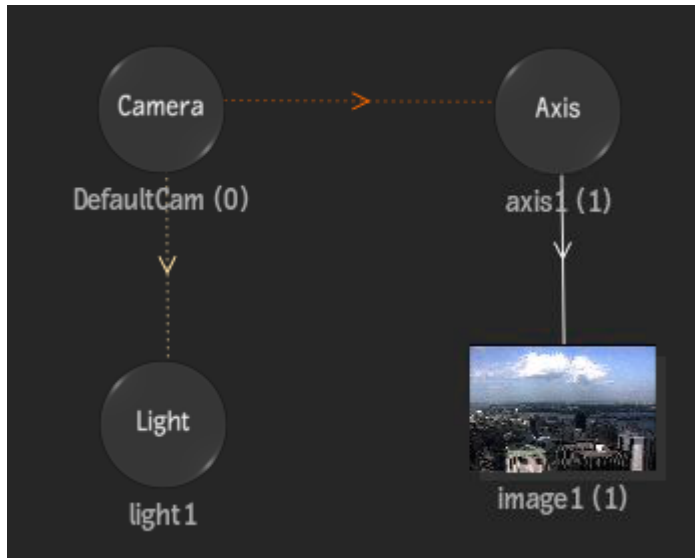 Camera
Axis
DefaultCam (0)
axis1 (1)
Light
light1
image1 (1)